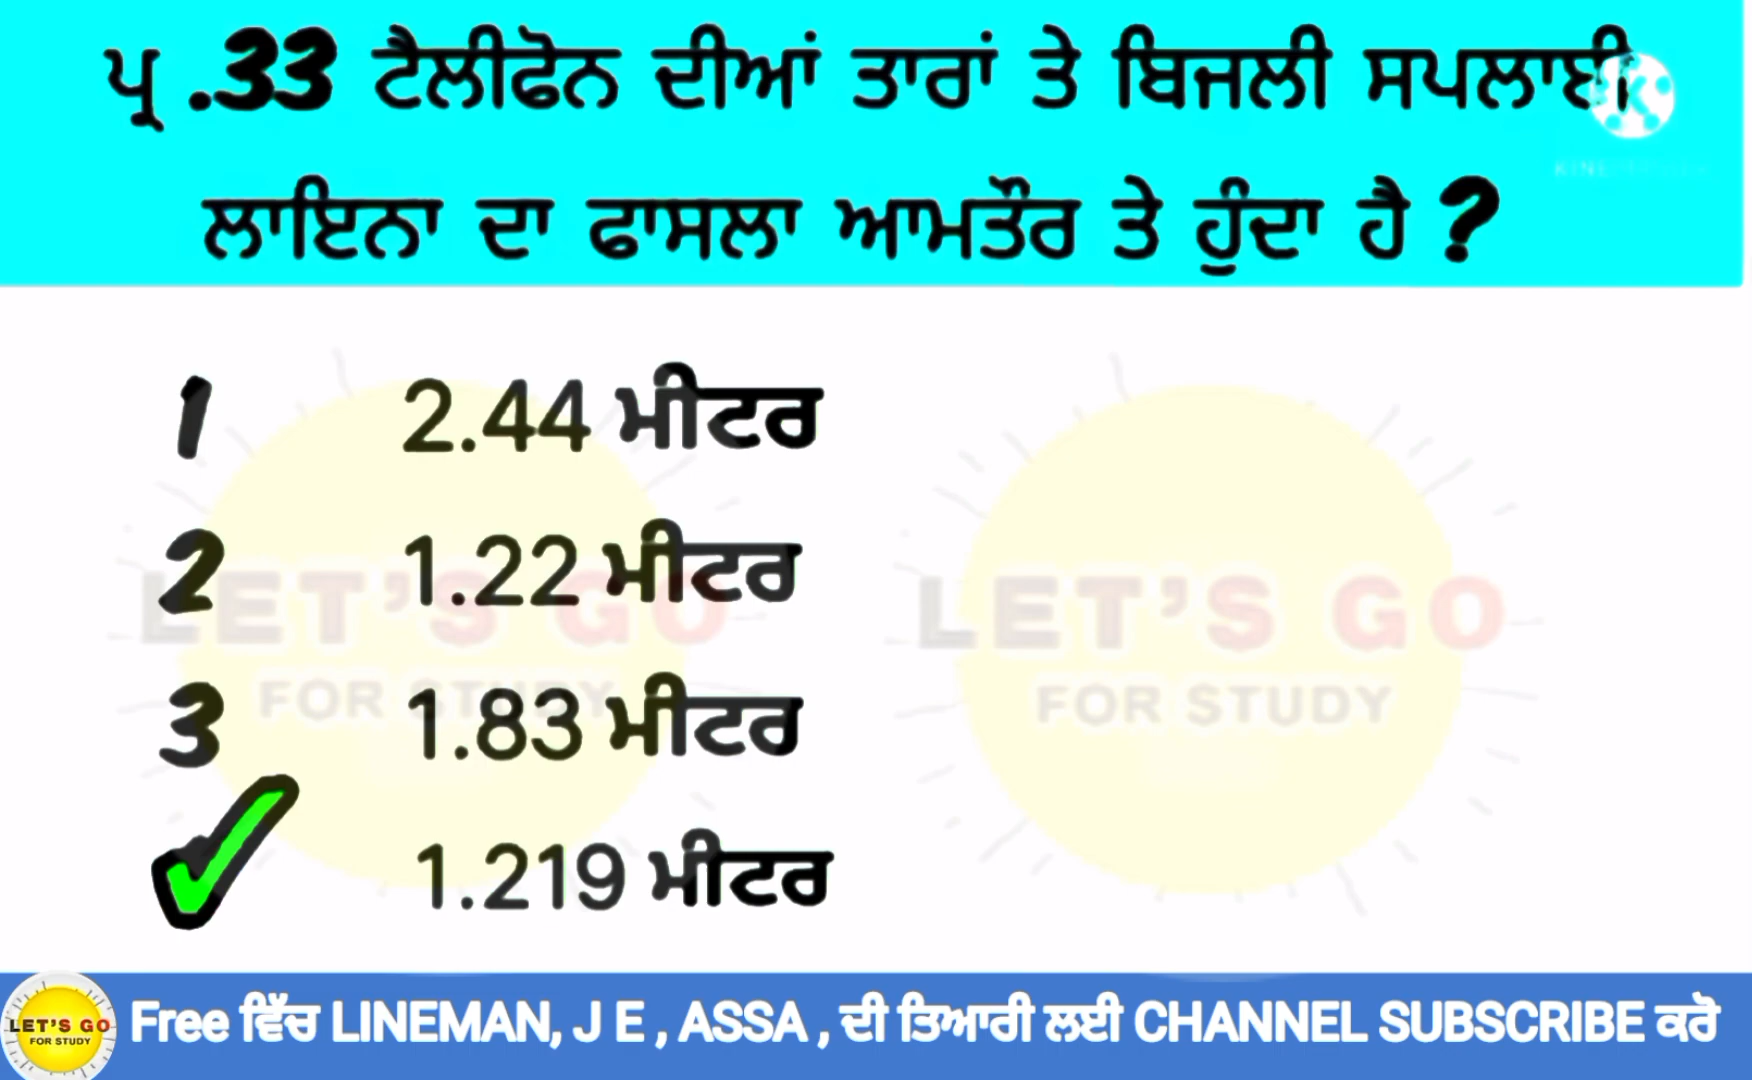 ਪ੍ਰ .33 ਟੈਲੀਫੋਨ ਦੀਆਂ ਤਾਰਾਂ ਤੇ ਬਿਜਲੀ ਸਪਲਾਈ
ਲਾਇਨਾ ਦਾ ਫਾਸਲਾ ਆਮਤੌਰ ਤੇ ਹੁੰਦਾ ਹੈ ?
1 2.44 ਮੀਟਰ
2 1.22 ਮੀਟਰ
LET'S GO LET'S GO
3 1.83 ਮੀਟਰ
FOR STUDY FOR STUDY
1.219 ਮੀਟਰ
LET'S GO
FOR STUDY
Free ਵਿੱਚ LINEMAN, J E , ASSA , ਦੀ ਤਿਆਰੀ ਲਈ CHANNEL SUBSCRIBE ਕਰੋ